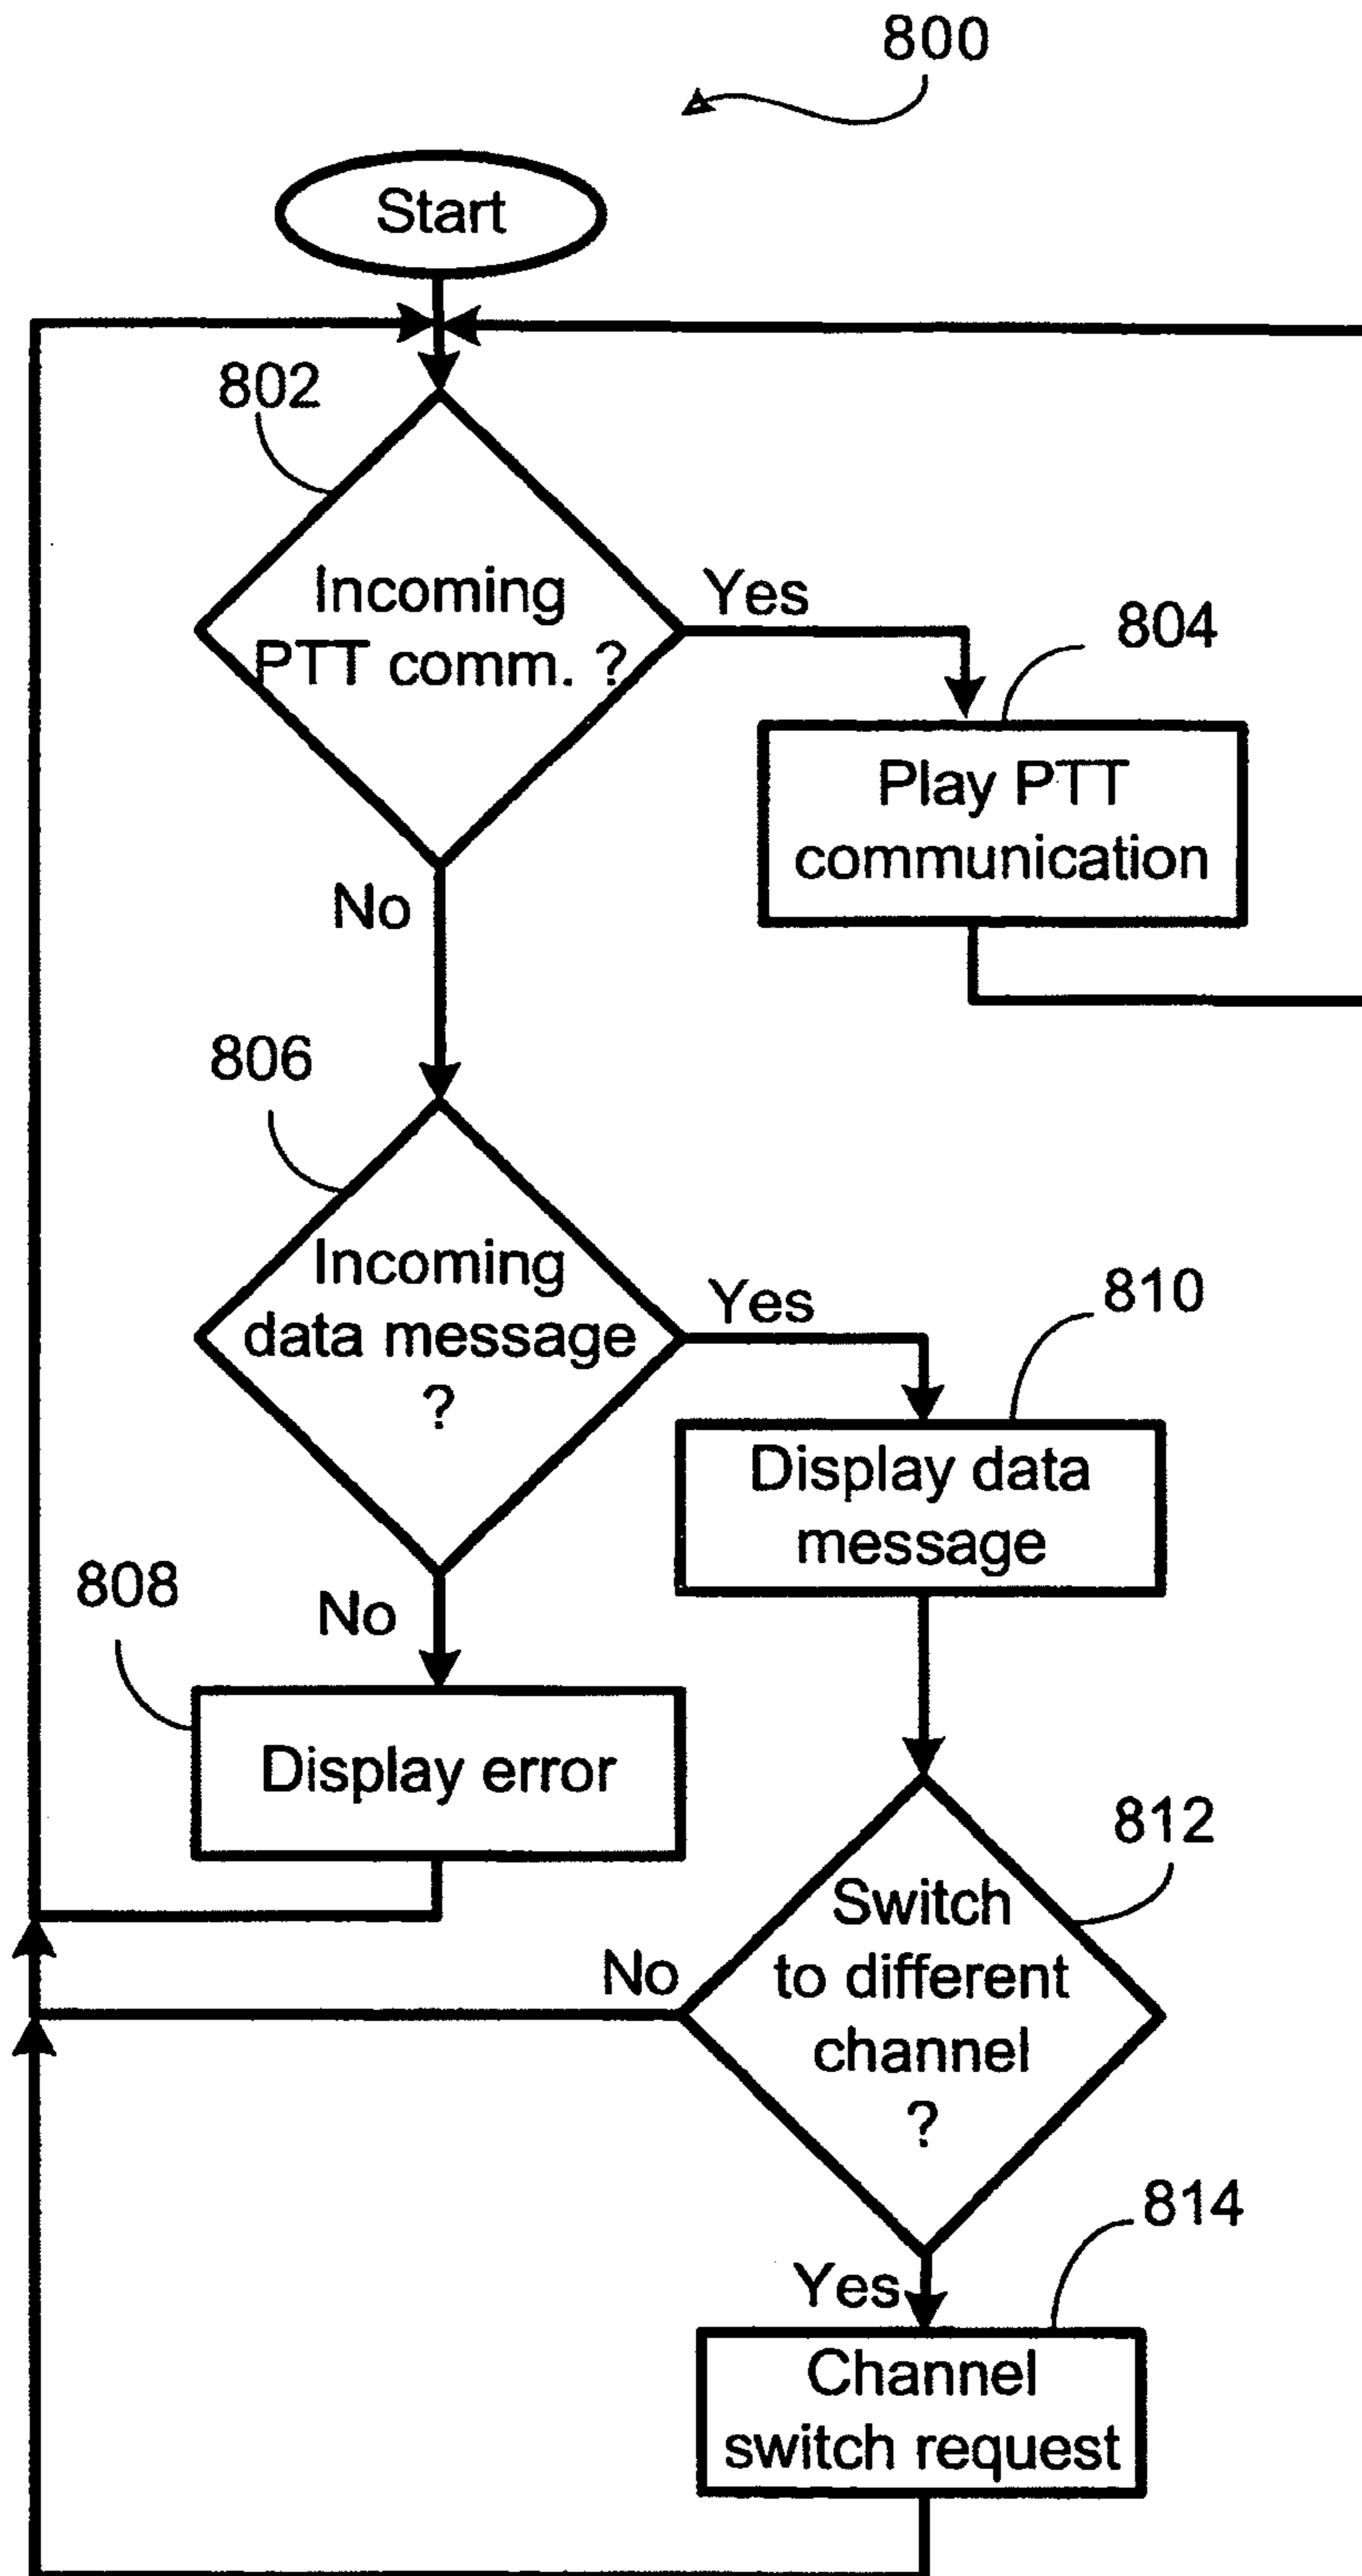 800
Start
802
Incoming
PTT comm. ?
Yes
804
Play PTT
communication
No
806
Incoming
data message
?
Yes
810
Display data
message
808
No
Display error
812
Switch
to different
channel
?
No
814
Yes
Channel
switch request